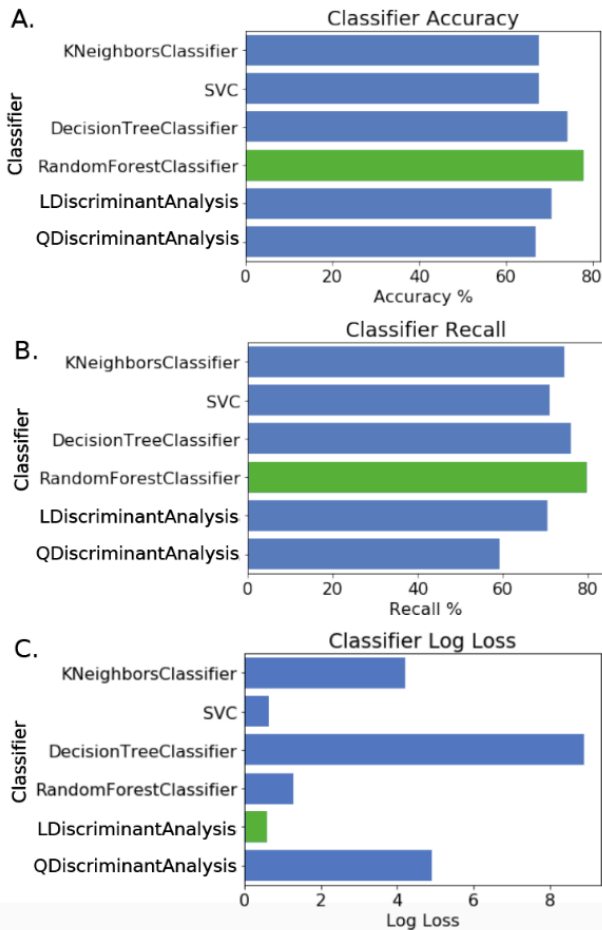 A.
Classifier Accuracy
Classifier
KNeighborsClassifier
SVC
DecisionTreeClassifier
RandomForestClassifier
LDiscriminantAnalysis
QDiscriminantAnalysis
0 20 40 60 80
Accuracy %
B.
Classifier Recall
Classifier
KNeighborsClassifier
SVC
DecisionTreeClassifier
RandomForestClassifier
LDiscriminantAnalysis
QDiscriminantAnalysis
0 20 40 60 80
Recall %
C.
Classifier Log Loss
Classifier
KNeighborsClassifier
SVC
DecisionTreeClassifier
RandomForestClassifier
LDiscriminantAnalysis
QDiscriminantAnalysis
0 2 4 6 8
Log Loss